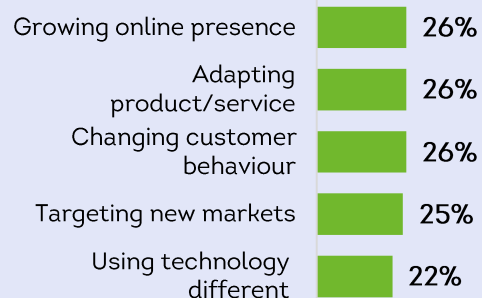 Growing online presence 26%
Adapting
product/service 26%
Changing customer
behaviour 26%
Targeting new markets 25%
Using technology
different 22%